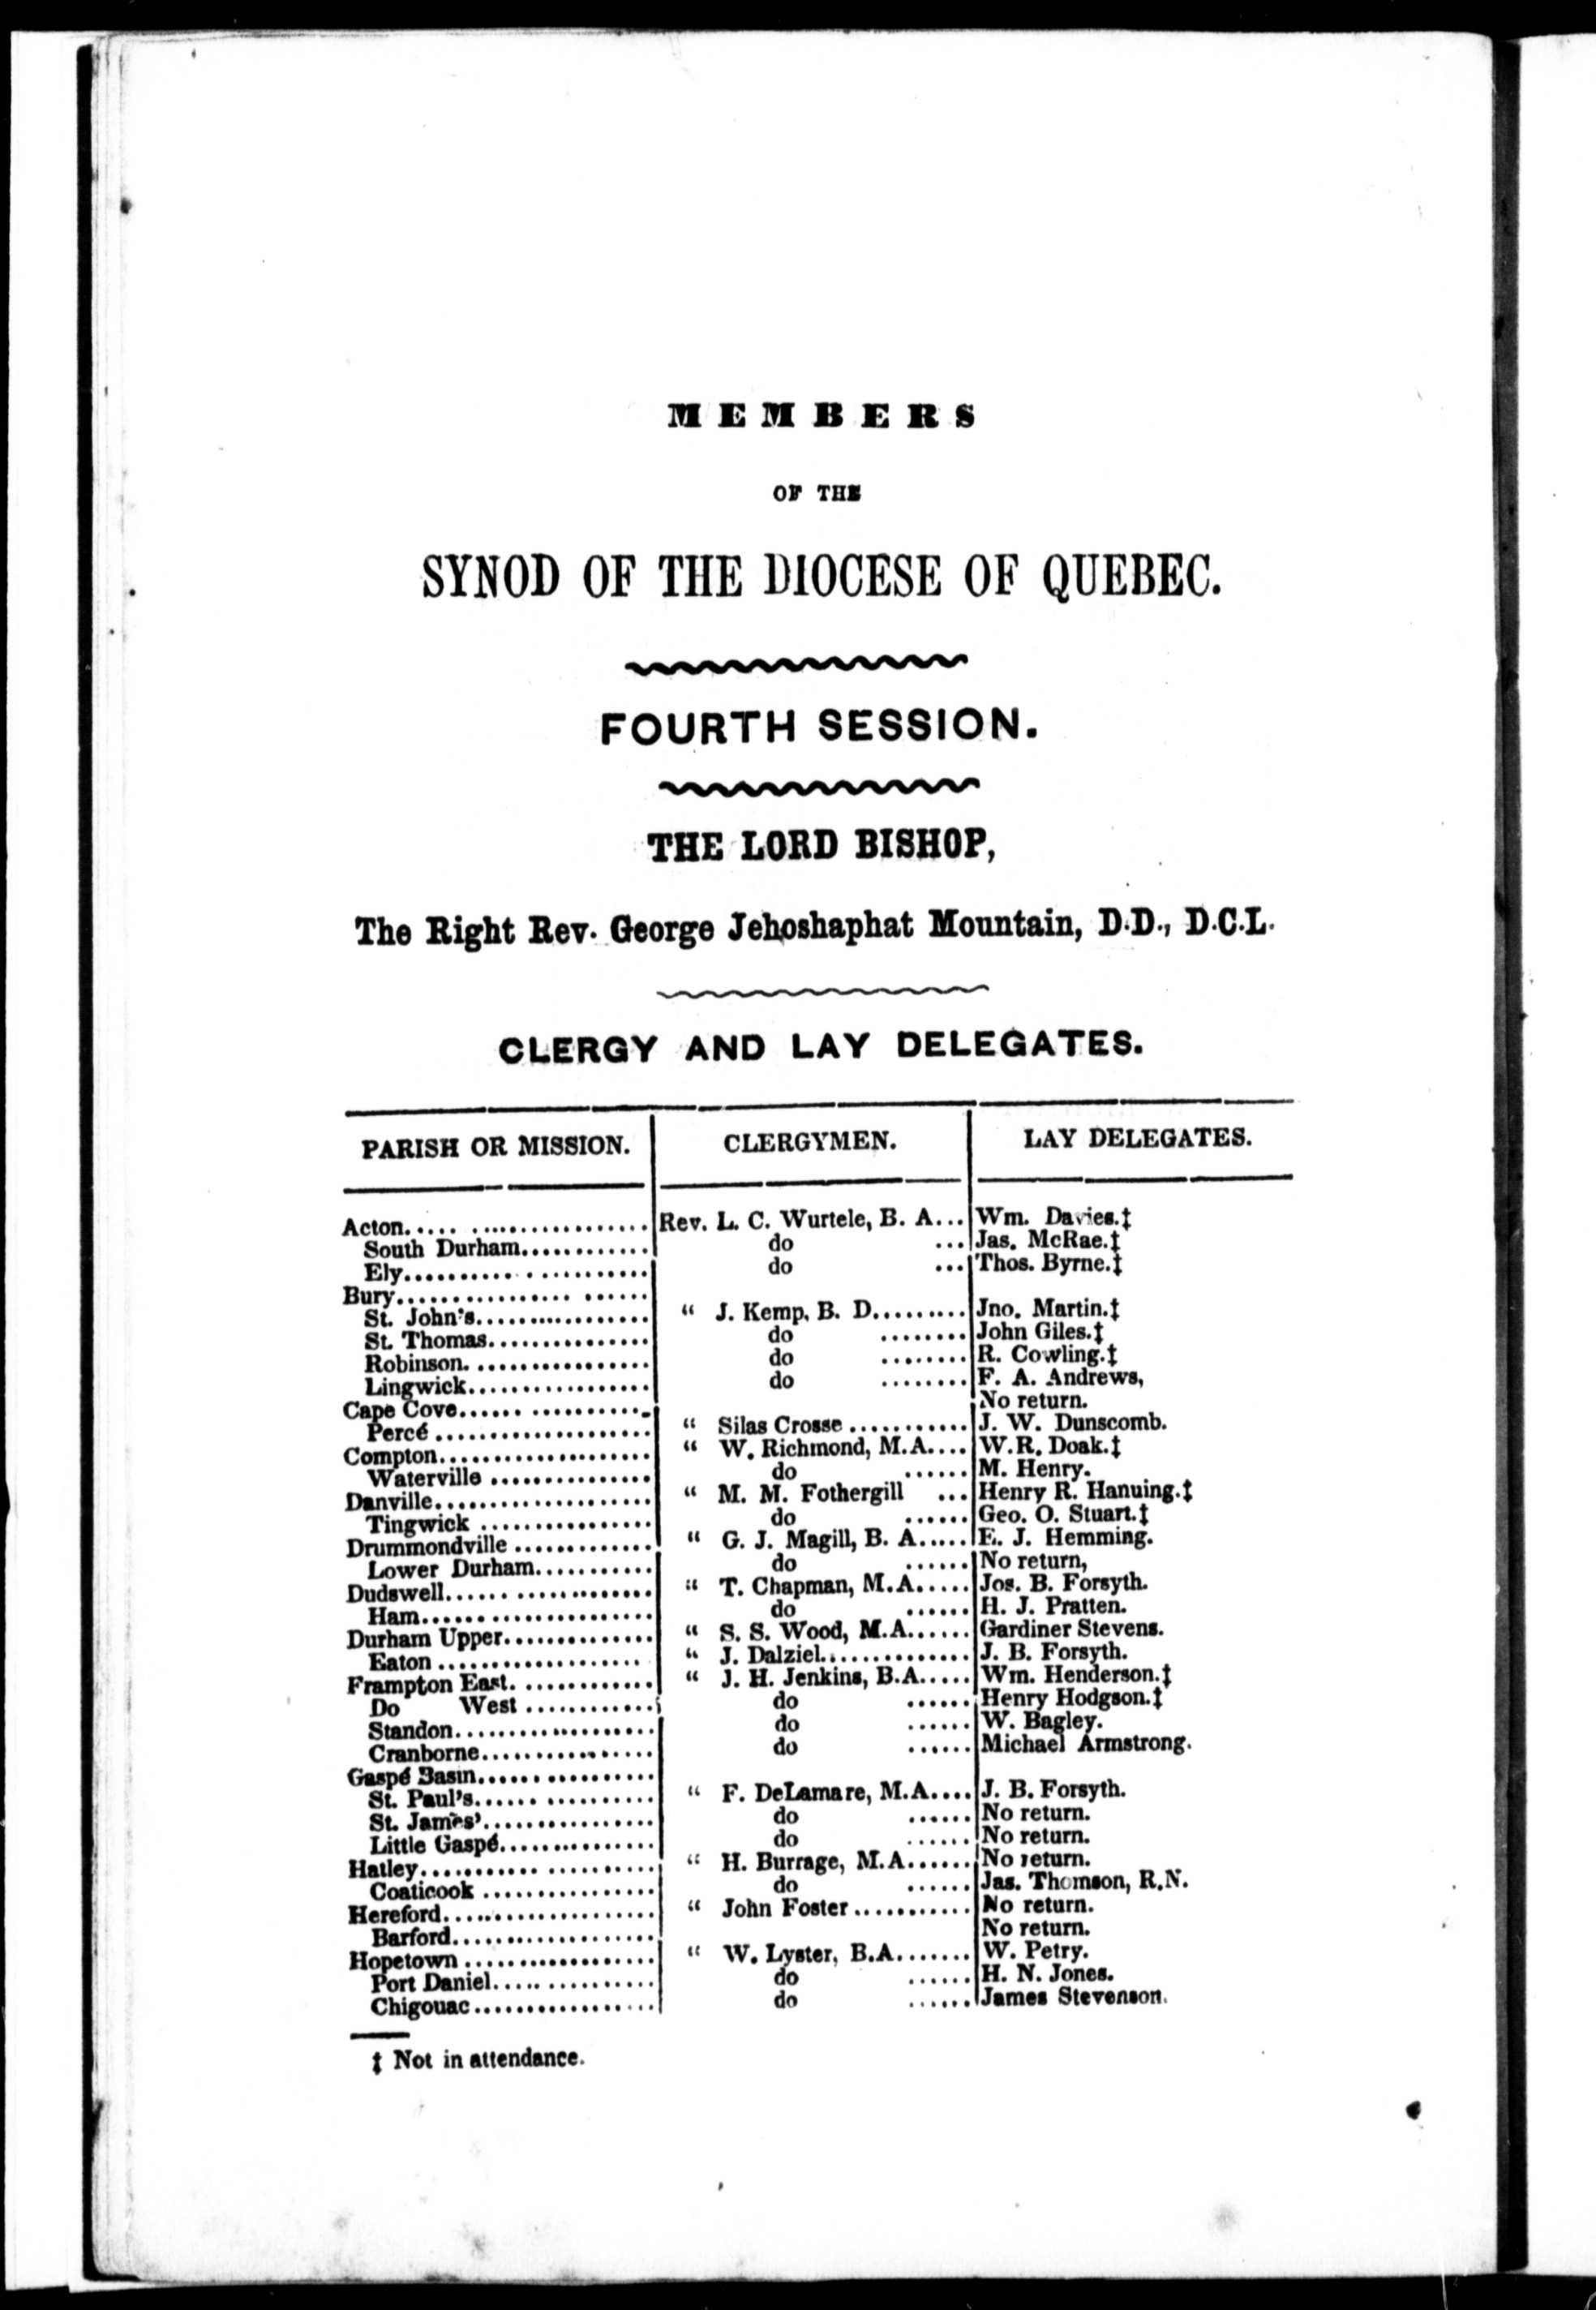 MEMBERS
OF THE
SYNOD OF THE DIOCESE OF QUEBEC.
FOURTH SESSION.
THE LORD BISHOP,
The Right Rev. George Jehoshaphat Mountain, D.D., D.C.L.
CLERGY AND LAY DELEGATES.
PARISH OR MISSION. CLERGYMEN. LAY DELEGATES.
Acton..................... Rev. L. C. Wurtele, B. A... Wm. Davies.‡
South Durham............ do ... Jas. McRae.‡
Ely..................... do ... Thos. Byrne.‡
Bury......................
St. John's................ “ J. Kemp, B. D......... Jno. Martin.‡
St. Thomas............... do ........ John Giles.‡
Robinson................ do ........ R. Cowling.‡
Lingwick................. do ........ F. A. Andrews,
Cape Cove................. No return.
Percé................... “ Silas Crosse........... J. W. Dunscomb.
Compton................... “ W. Richmond, M.A.... W.R. Doak.‡
Waterville............... do ...... M. Henry.
Danville................... “ M. M. Fothergill ... Henry R. Hanuing.‡
Tingwick................ do ...... Geo. O. Stuart.‡
Drummondville............. “ G. J. Magill, B. A..... E. J. Hemming.
Lower Durham........... do ...... No return,
Dudswell.................. “ T. Chapman, M.A..... Jos. B. Forsyth.
Ham..................... do ...... H. J. Pratten.
Durham Upper.............. “ S. S. Wood, M.A...... Gardiner Stevens.
Eaton................... “ J. Dalziel.............. J. B. Forsyth.
Frampton East............. “ J. H. Jenkins, B.A..... Wm. Henderson.‡
Do West............ do ...... Henry Hodgson.‡
Standon.................. do ...... W. Bagley.
Cranborne................ do ...... Michael Armstrong.
Gaspé Basin................
St. Paul's................ “ F. DeLamare, M.A.... J. B. Forsyth.
St. James'................ do ...... No return.
Little Gaspé.............. do ...... No return.
Hatley..................... “ H. Burrage, M.A...... No return.
Coaticook................ do ...... Jas. Thomson, R.N.
Hereford................... “ John Foster........... No return.
Barford................... No return.
Hopetown................... “ W. Lyster, B.A....... W. Petry.
Port Daniel............... do ...... H. N. Jones.
Chigouac................. do ...... James Stevenson.
‡ Not in attendance.